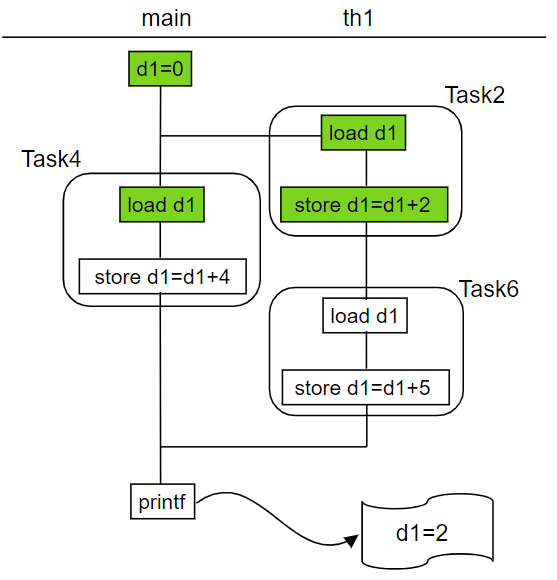 main th1
d1=0
Task2
load d1
Task4
load d1
store d1=d1+2
store d1=d1+4
Task6
load d1
store d1=d1+5
printf
d1=2